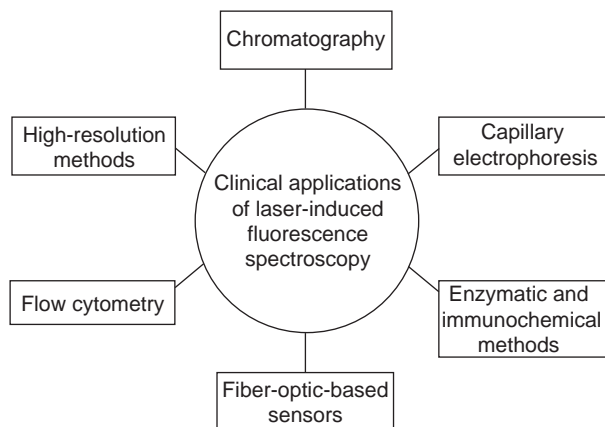 Chromatography
High-resolution
methods
Capillary
electrophoresis
Clinical applications
of laser-induced
fluorescence
spectroscopy
Flow cytometry
Enzymatic and
immunochemical
methods
Fiber-optic-based
sensors